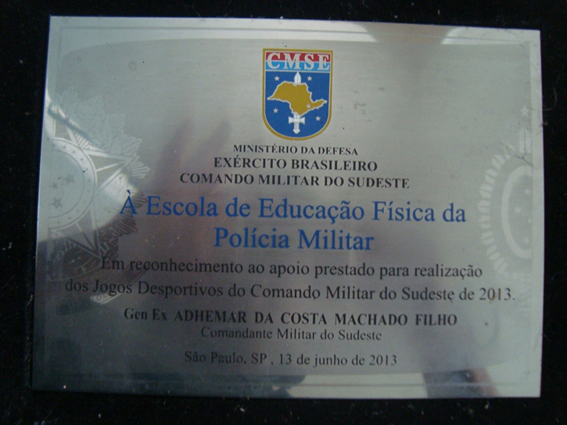 CMSE
MINISTÉRIO DA DEFESA
EXÉRCITO BRASILEIRO
COMANDO MILITAR DO SUDESTE
À Escola de Educação Física da
Polícia Militar
Em reconhecimento ao apoio prestado para realização
dos Jogos Desportivos do Comando Militar do Sudeste de 2013.
Gen Ex ADHEMAR DA COSTA MACHADO FILHO
Comandante Militar do Sudeste
São Paulo, SP , 13 de junho de 2013